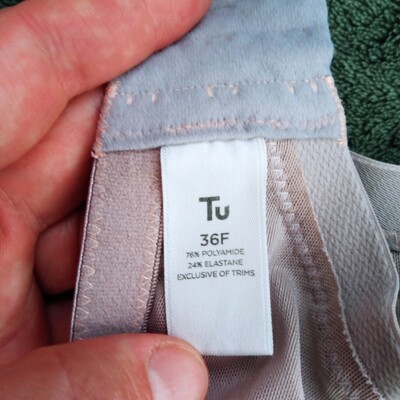 Tu
36F
76% POLYAMIDE
24% ELASTANE
EXCLUSIVE OF TRIMS